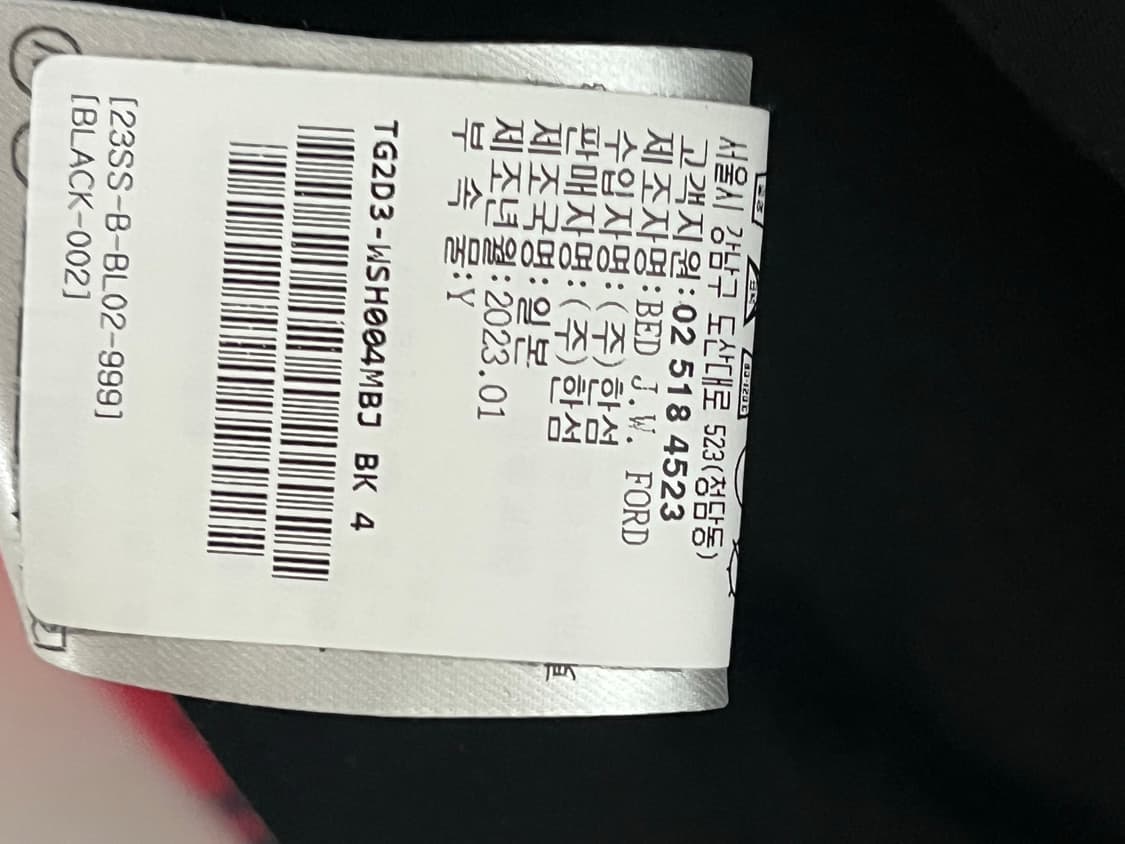 서울시 강남구 도산대로 523(청담동)
고객지원:02 518 4523
제조자명:BED J.W. FORD
수입자명:(주)한섬
판매자명:(주)한섬
제조국명:일본
제조년월:2023.01
부 속 물:Y
TG2D3-WSH004MBJ BK 4
[23SS-B-BL02-999]
[BLACK-002]